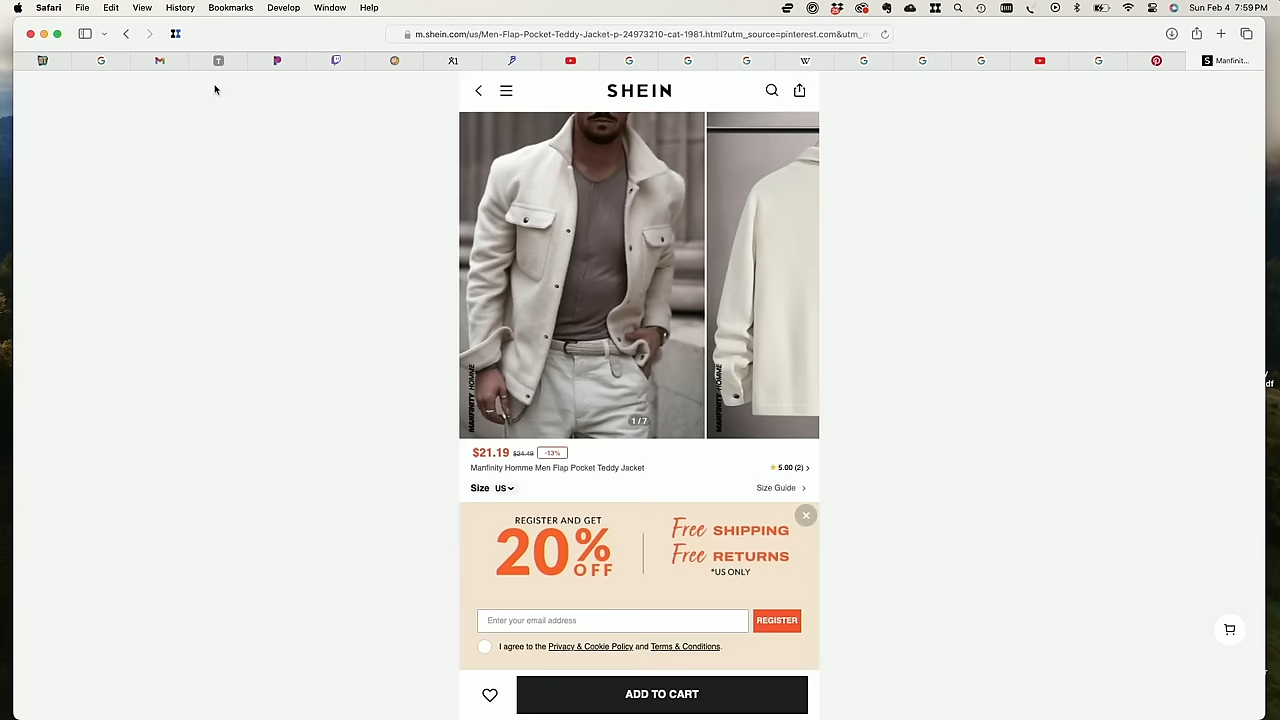 Safari File Edit View History Bookmarks Develop Window Help
Sun Feb 4 7:59 PM
m.shein.com/us/Men-Flap-Pocket-Teddy-Jacket-p-24973210-cat-1981.html?utm_source=pinterest.com&utm_m
Manfinit...
SHEIN
MANFINITY HOMME
MANFINITY HOMME
1/7
$21.19 $24.49 -13%
Manfinity Homme Men Flap Pocket Teddy Jacket
5.00 (2)
Size US
Size Guide
REGISTER AND GET
20% OFF
Free SHIPPING
Free RETURNS
*US ONLY
Enter your email address
REGISTER
I agree to the Privacy & Cookie Policy and Terms & Conditions.
ADD TO CART